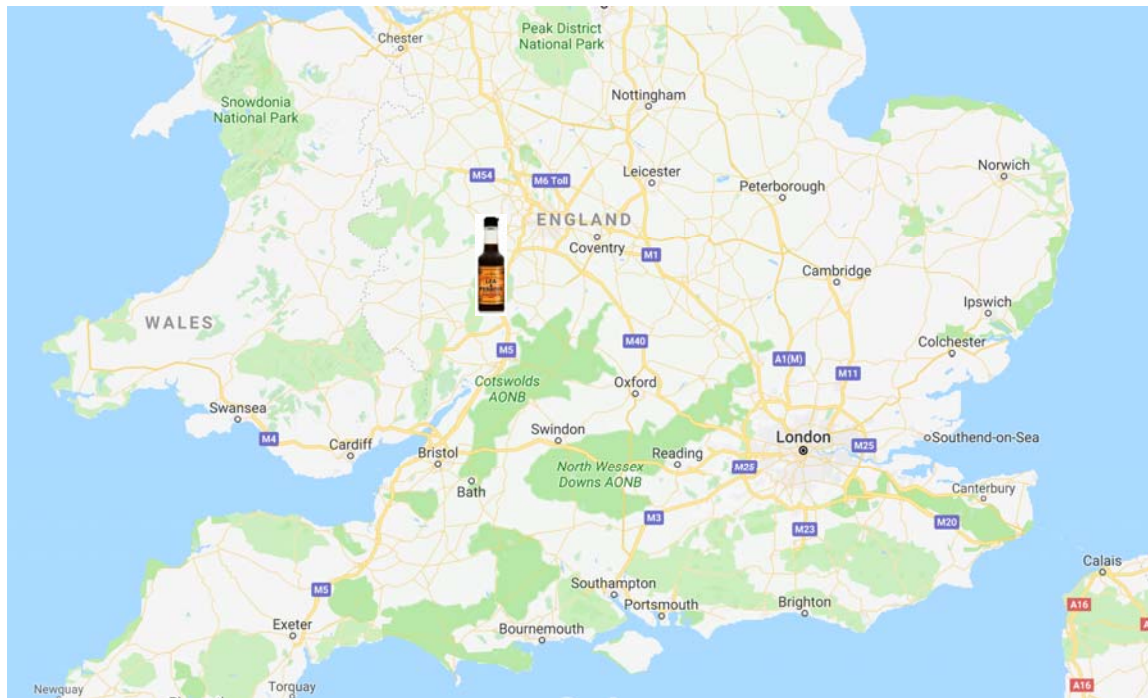 Chester
Peak District
National Park
Nottingham
Snowdonia
National Park
Norwich
M54
M6 Toll
Leicester
Peterborough
ENGLAND
Coventry
M1
Cambridge
LEA &
PERRINS
Ipswich
WALES
M5
M40
A1(M)
Colchester
M11
Cotswolds
AONB
Oxford
Swansea
M4
Cardiff
Bristol
Swindon
London
M25
Southend-on-Sea
Reading
M25
North Wessex
Downs AONB
Bath
Canterbury
M3
M23
M20
Calais
M5
Southampton
Portsmouth
Brighton
A16
Exeter
Bournemouth
Newquay
Torquay
A16